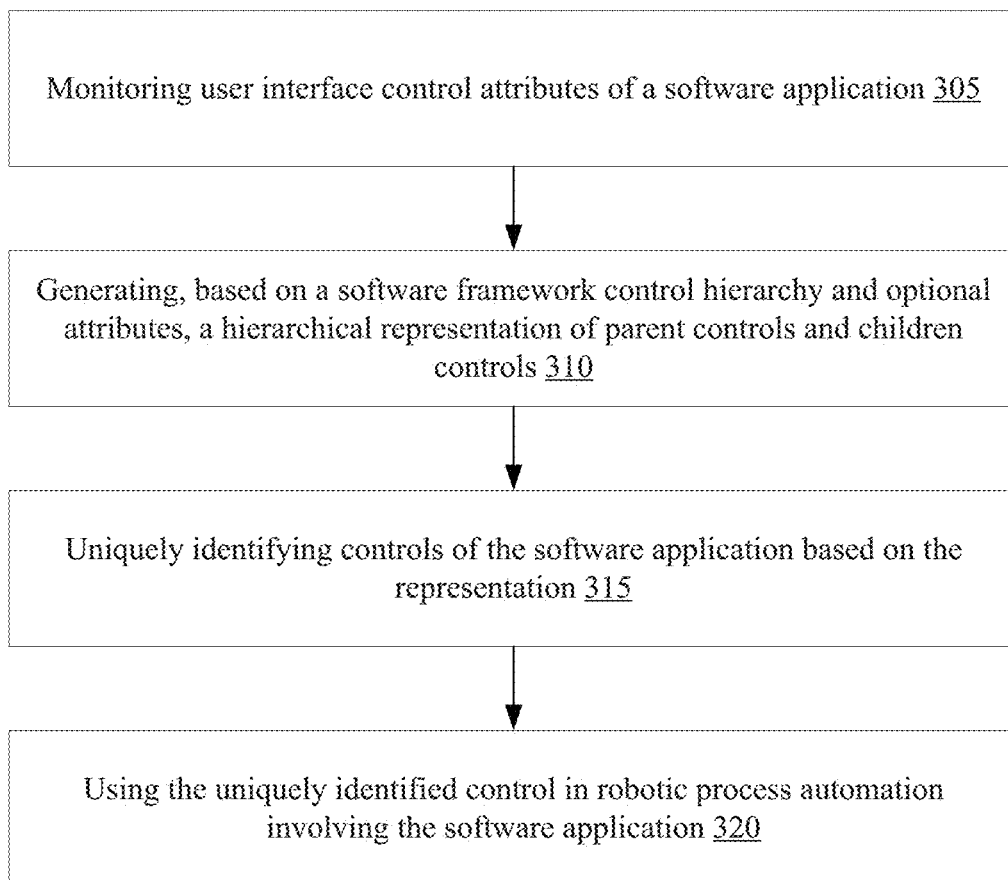 Monitoring user interface control attributes of a software application 305
Generating, based on a software framework control hierarchy and optional
attributes, a hierarchical representation of parent controls and children
controls 310
Uniquely identifying controls of the software application based on the
representation 315
Using the uniquely identified control in robotic process automation
involving the software application 320